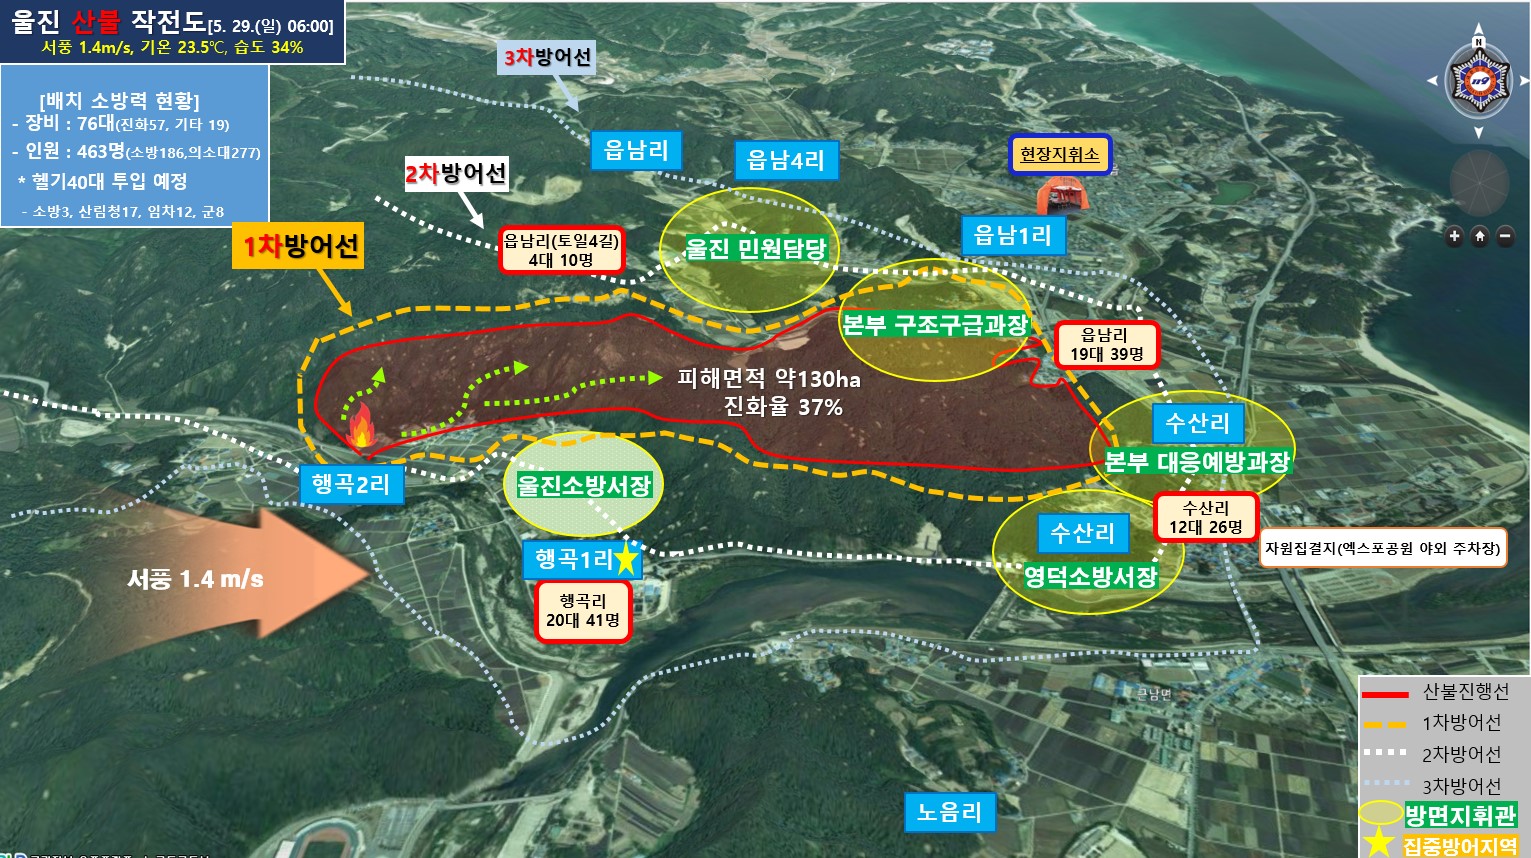 울진 산불 작전도[5. 29.(일) 06:00]
서풍 1.4m/s, 기온 23.5℃, 습도 34%
[배치 소방력 현황]
- 장비 : 76대(진화57, 기타 19)
- 인원 : 463명(소방186,의소대277)
* 헬기40대 투입 예정
- 소방3, 산림청17, 임차12, 군8
3차방어선
2차방어선
1차방어선
읍남리
읍남4리
현장지휘소
읍남1리
N
119
읍남리(토일4길)
4대 10명
울진 민원담당
본부 구조구급과장
읍남리
19대 39명
피해면적 약130ha
진화율 37%
수산리
본부 대응예방과장
행곡2리
울진소방서장
수산리
12대 26명
수산리
영덕소방서장
자원집결지(엑스포공원 야외 주차장)
행곡1리
행곡리
20대 41명
서풍 1.4 m/s
근남면
노음리
산불진행선
1차방어선
2차방어선
3차방어선
방면지휘관
집중방어지역